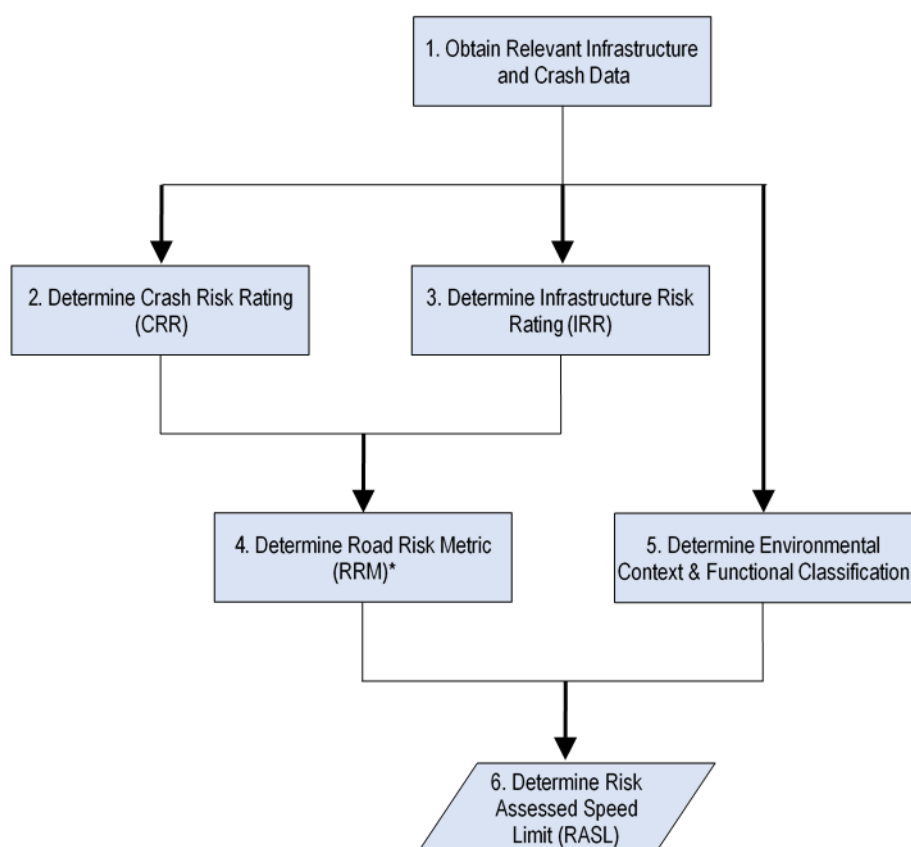 1. Obtain Relevant Infrastructure
and Crash Data
2. Determine Crash Risk Rating
(CRR)
3. Determine Infrastructure Risk
Rating (IRR)
4. Determine Road Risk Metric
(RRM)*
5. Determine Environmental
Context & Functional Classification
6. Determine Risk
Assessed Speed
Limit (RASL)